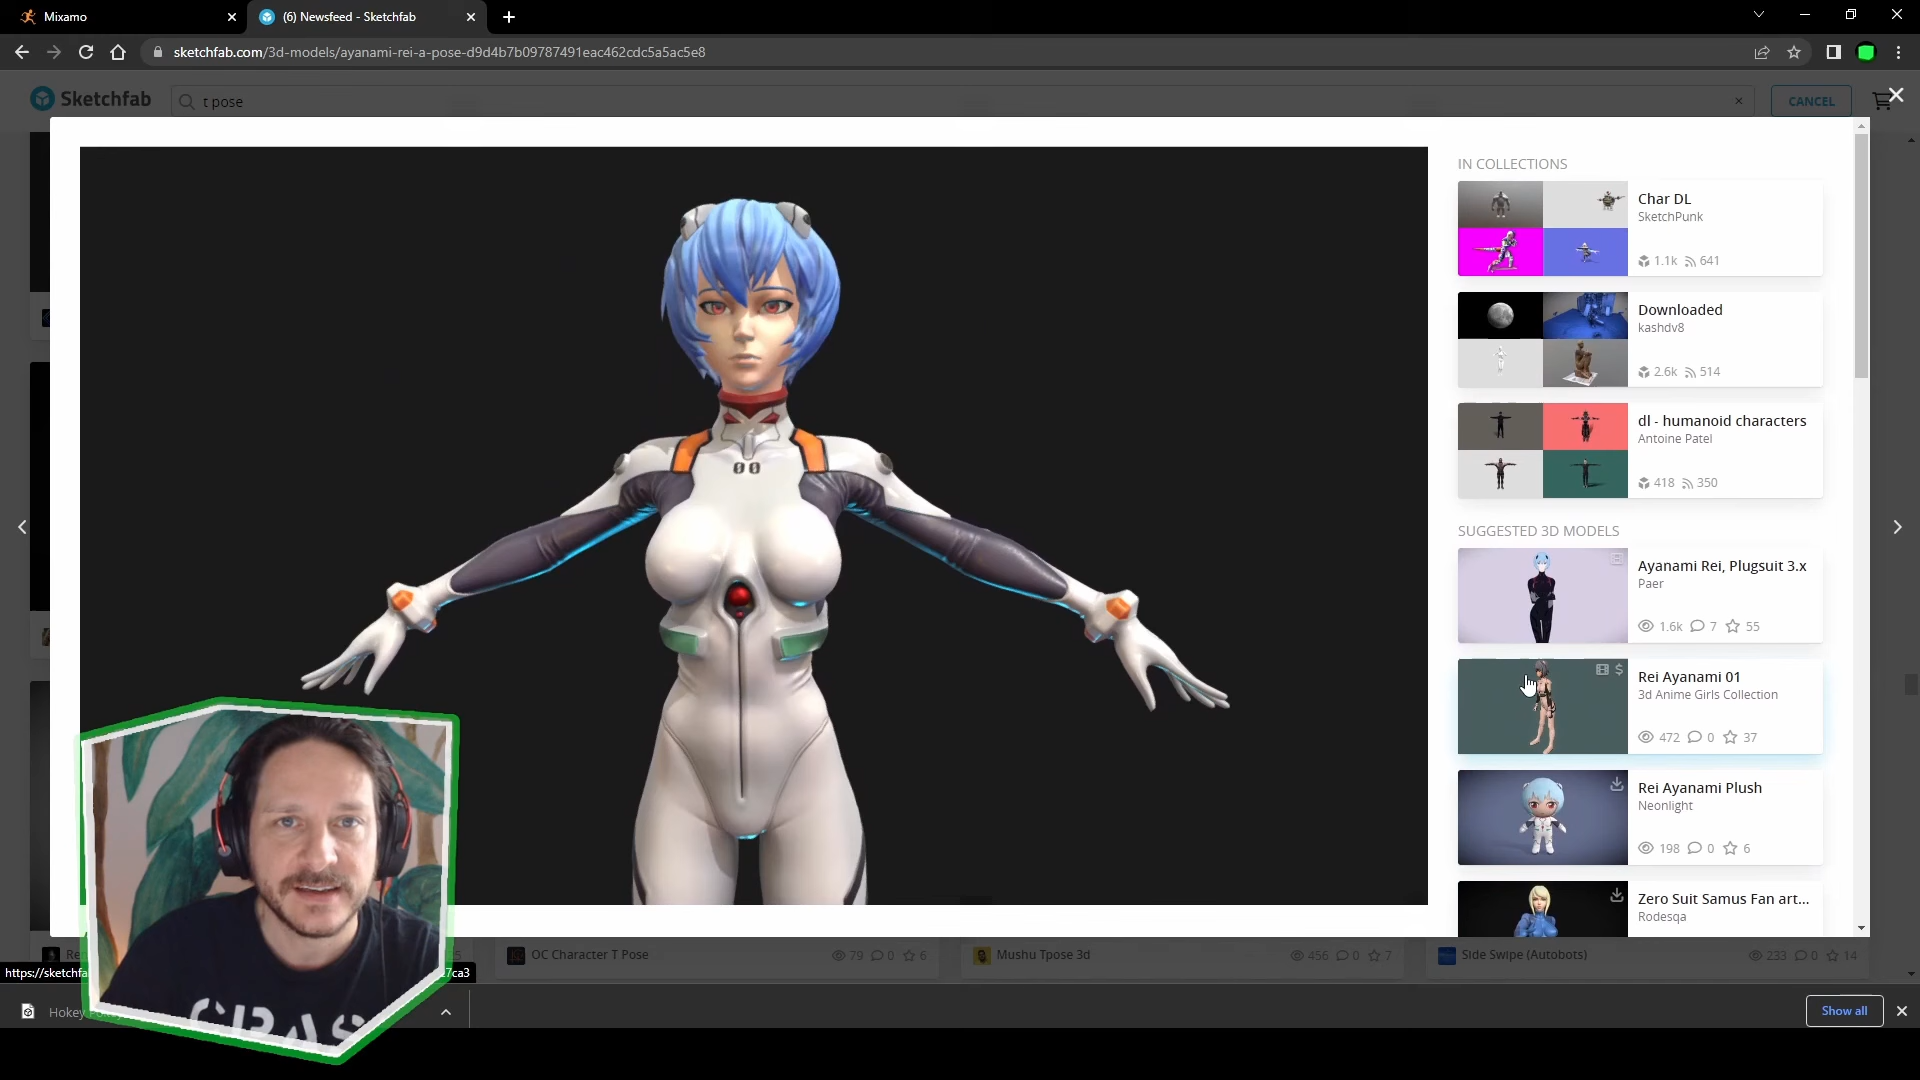 Mixamo
(6) Newsfeed - Sketchfab
sketchfab.com/3d-models/ayanami-rei-a-pose-d9d4b7b09787491eac462cdc5a5ac5e8
Sketchfab
t pose
CANCEL
IN COLLECTIONS
Char DL
SketchPunk
1.1k 641
Downloaded
kashdv8
2.6k 514
dl - humanoid characters
Antoine Patel
418 350
SUGGESTED 3D MODELS
Ayanami Rei, Plugsuit 3.x
Paer
1.6k 7 55
Rei Ayanami 01
3d Anime Girls Collection
472 0 37
Rei Ayanami Plush
Neonlight
198 0 6
Zero Suit Samus Fan art...
Rodesqa
00
OC Character T Pose
79 0 6
Mushu Tpose 3d
456 0 7
Side Swipe (Autobots)
233 0 14
https://sketchfa
7ca3
Hokey
Show all